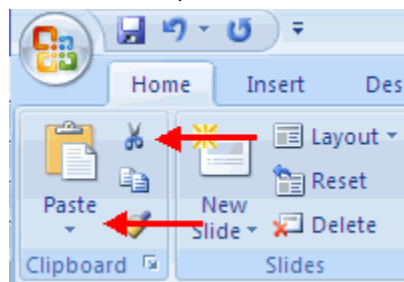 Home Insert Des
Layout
Reset
Paste
New
Slide
Delete
Clipboard Slides